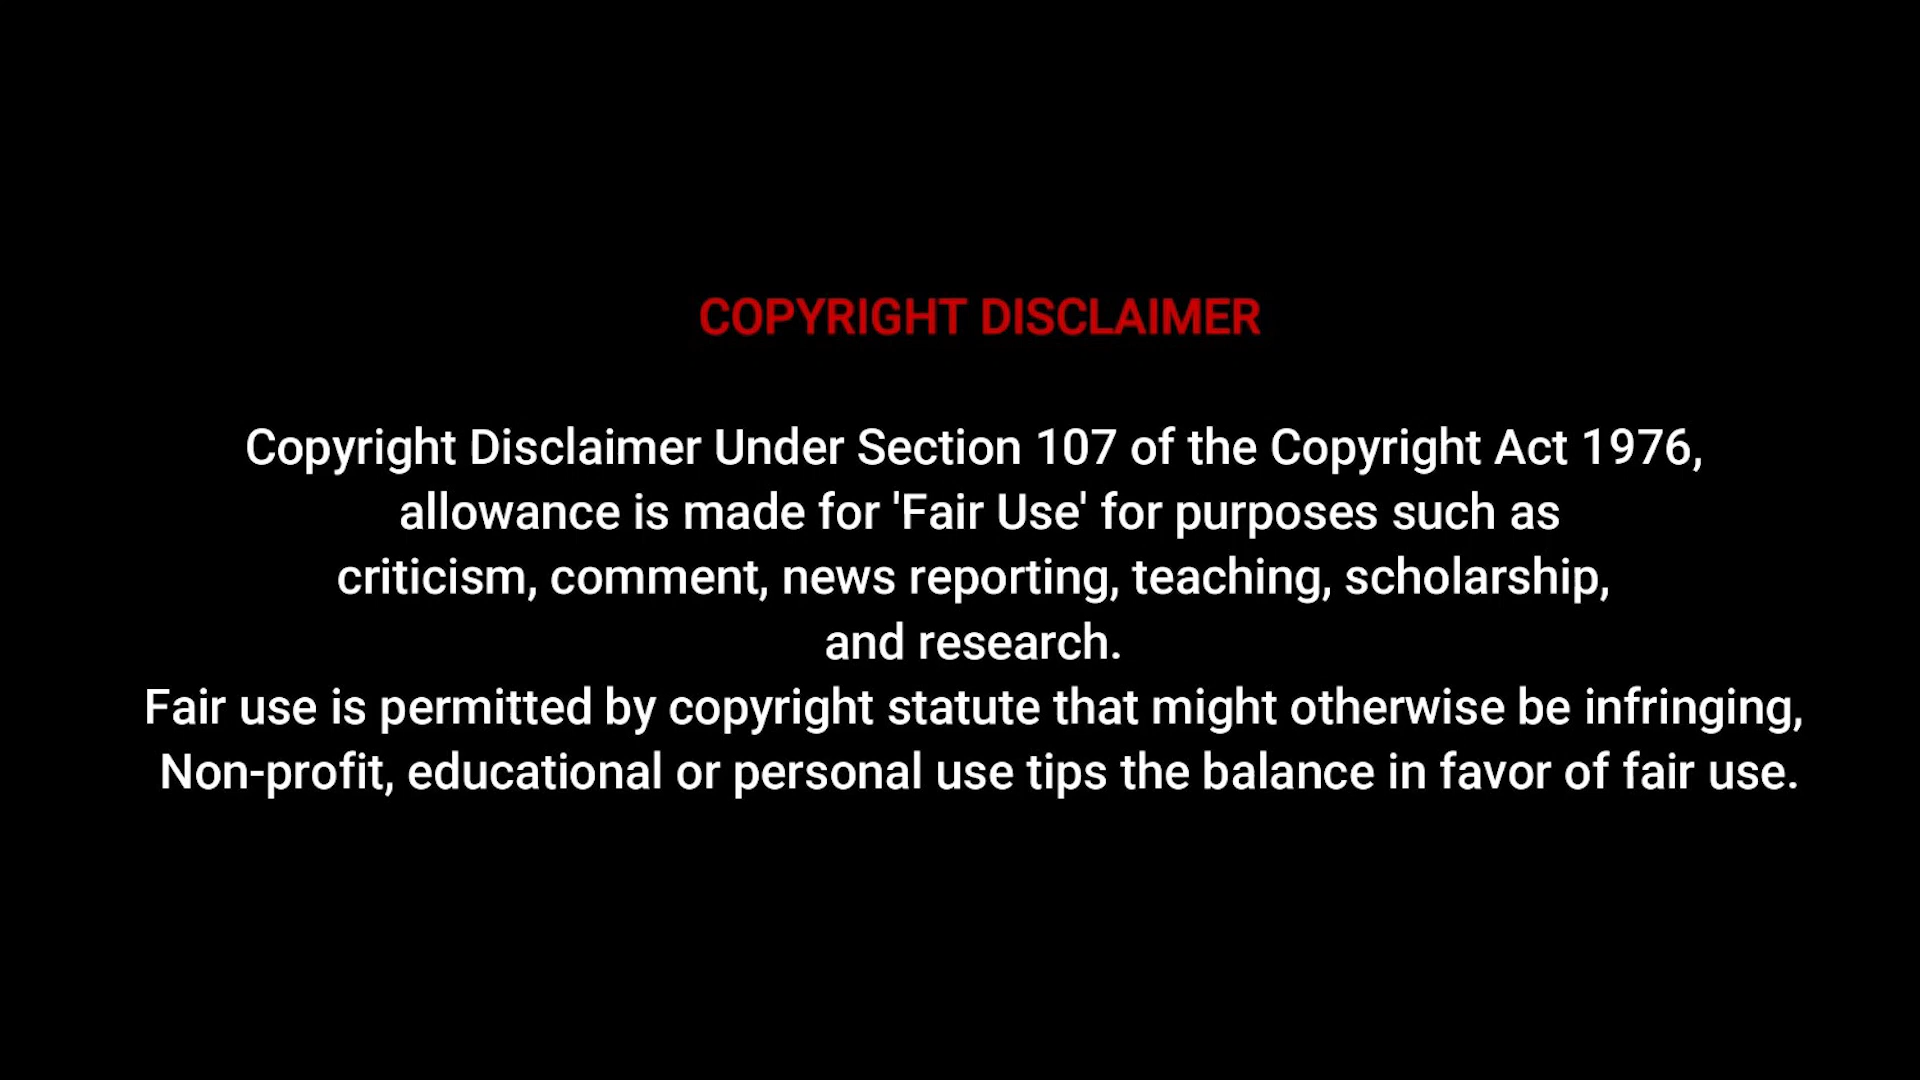 COPYRIGHT DISCLAIMER
Copyright Disclaimer Under Section 107 of the Copyright Act 1976,
allowance is made for 'Fair Use' for purposes such as
criticism, comment, news reporting, teaching, scholarship,
and research.
Fair use is permitted by copyright statute that might otherwise be infringing,
Non-profit, educational or personal use tips the balance in favor of fair use.